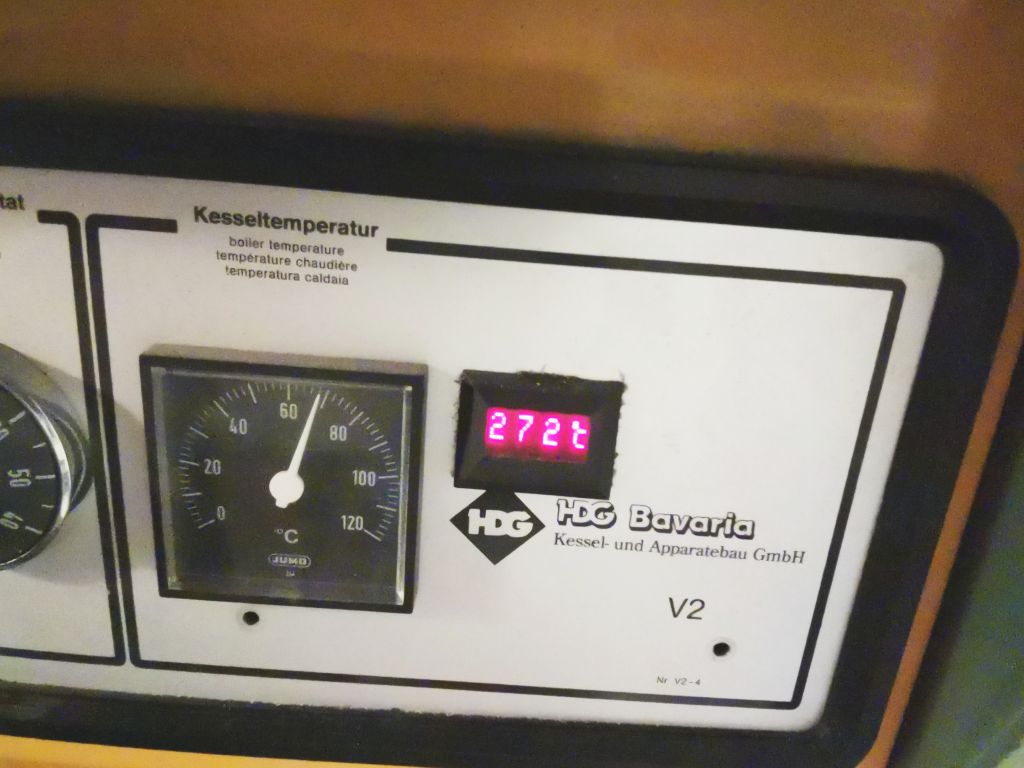 tat
Kesseltemperatur
boiler temperature
température chaudière
temperatura caldaia
0
20
40
60
80
100
120
°C
JUMO
50
40
272t
HDG
HDG Bavaria
Kessel- und Apparatebau GmbH
V2
Nr. V2-4